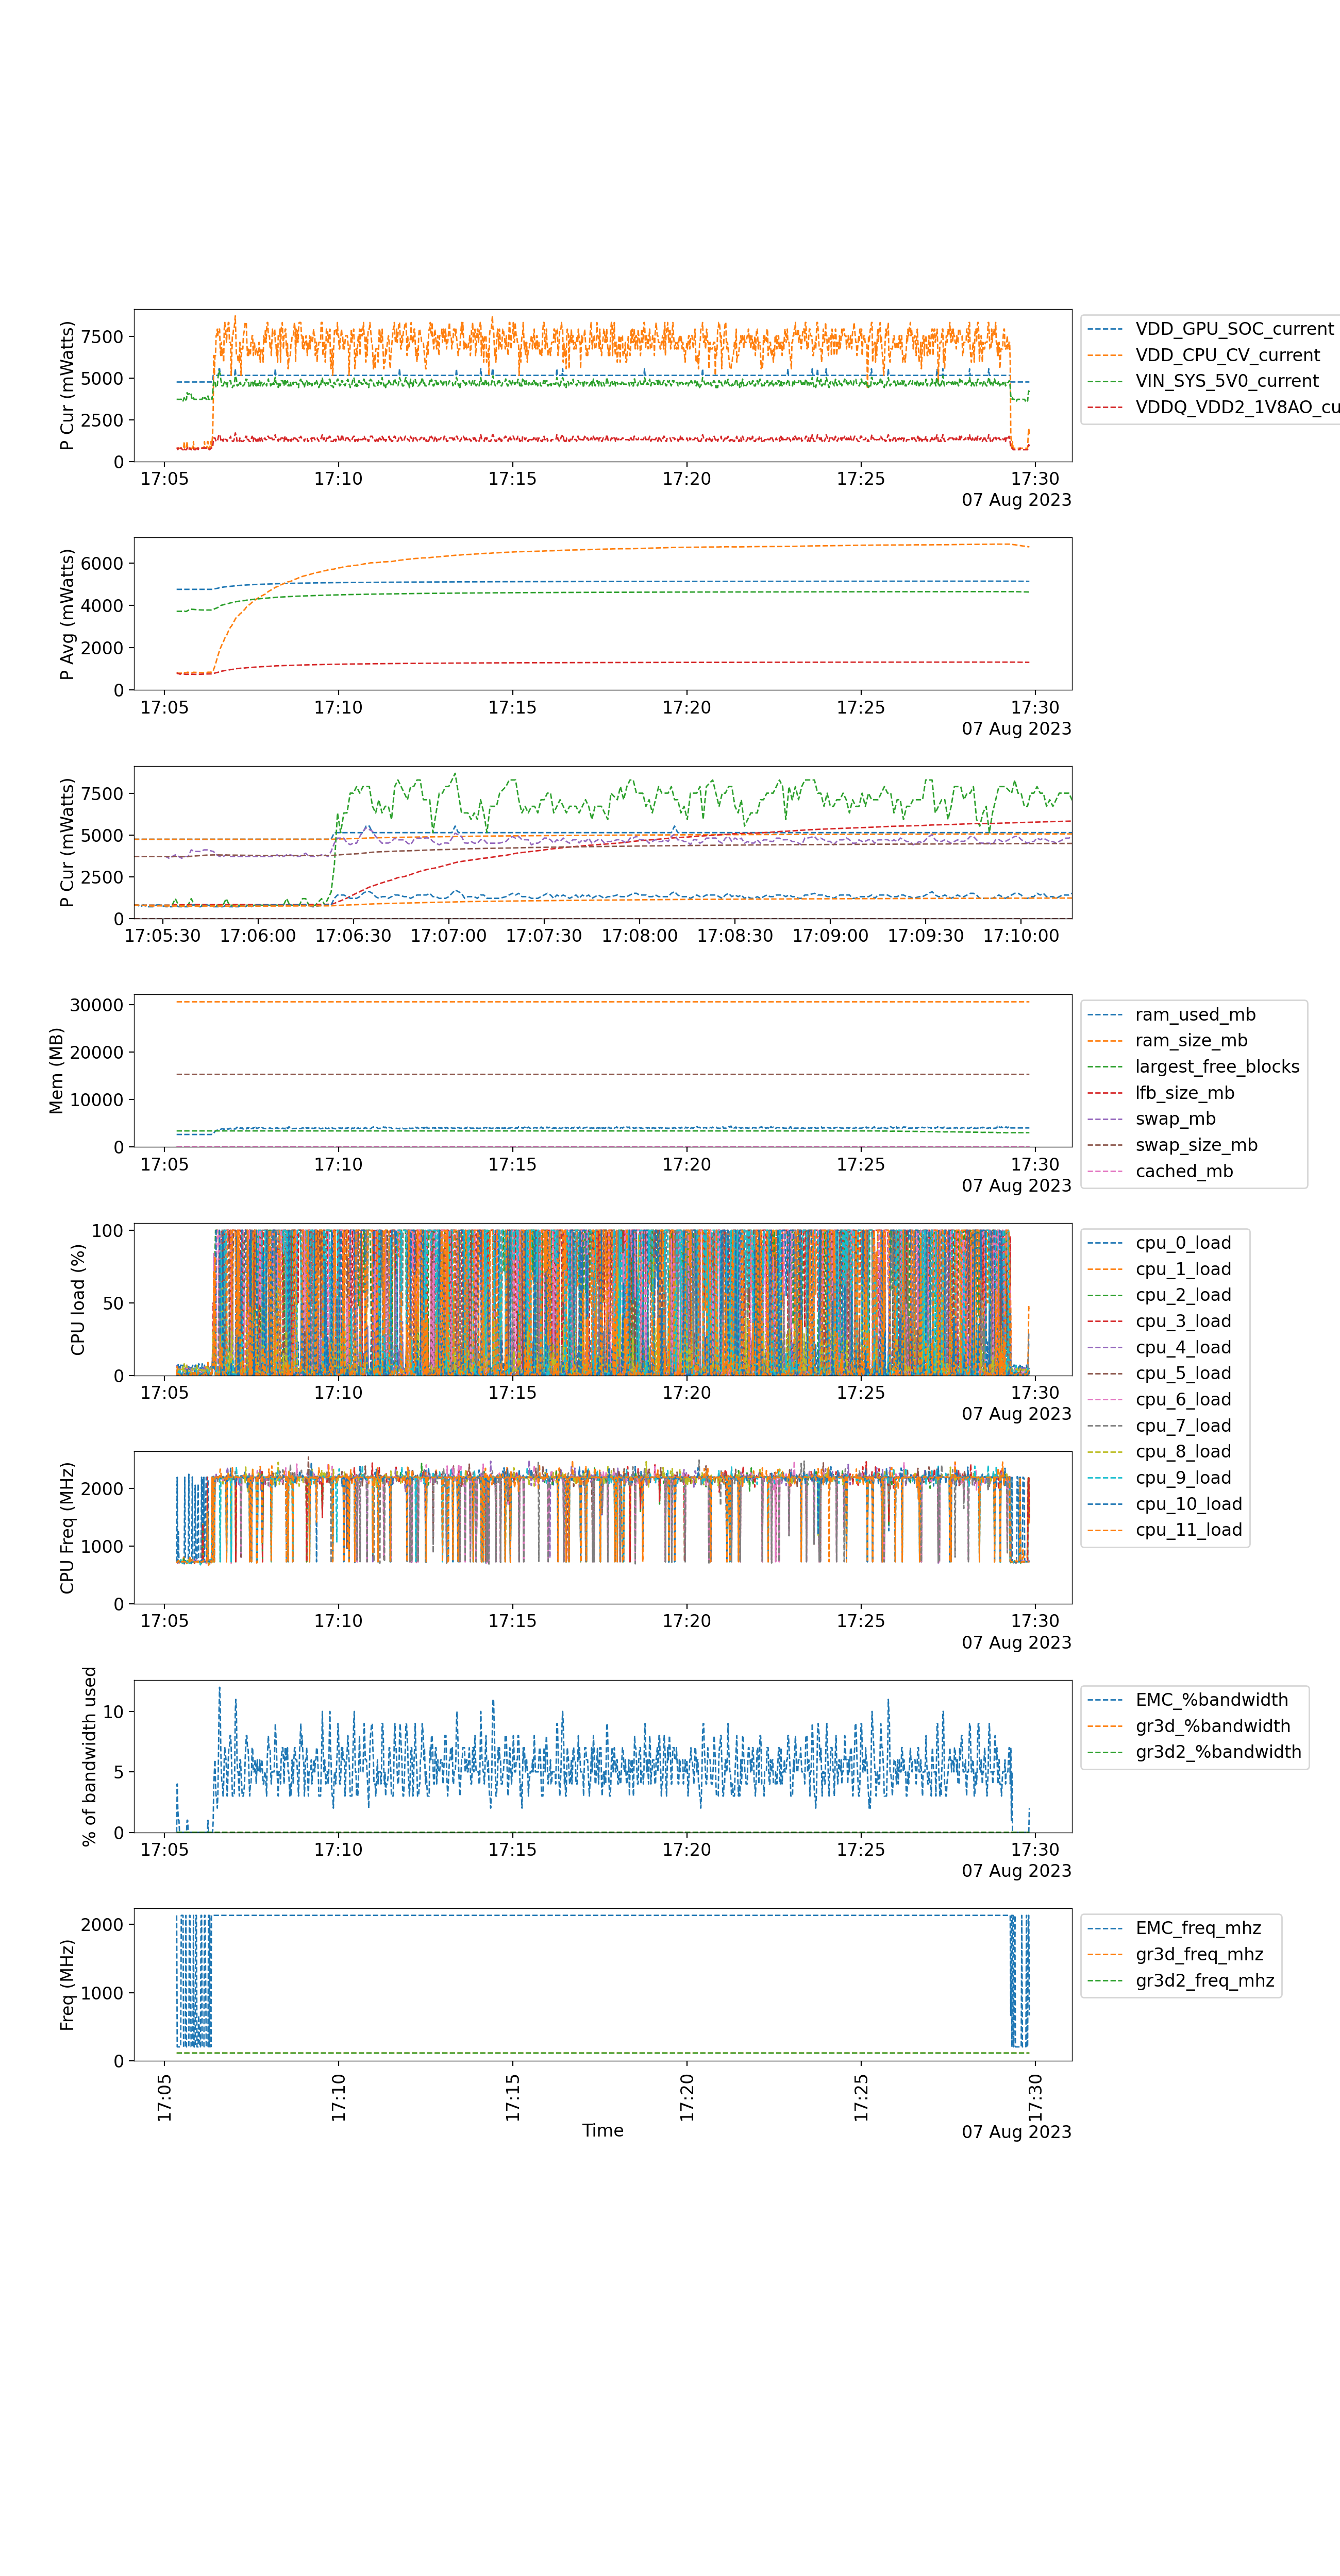 P Cur (mWatts)
7500
5000
2500
0
17:05 17:10 17:15 17:20 17:25 17:30
07 Aug 2023
VDD_GPU_SOC_current
VDD_CPU_CV_current
VIN_SYS_5V0_current
VDDQ_VDD2_1V8AO_cu
P Avg (mWatts)
6000
4000
2000
0
17:05 17:10 17:15 17:20 17:25 17:30
07 Aug 2023
P Cur (mWatts)
7500
5000
2500
0
17:05:30 17:06:00 17:06:30 17:07:00 17:07:30 17:08:00 17:08:30 17:09:00 17:09:30 17:10:00
Mem (MB)
30000
20000
10000
0
17:05 17:10 17:15 17:20 17:25 17:30
07 Aug 2023
ram_used_mb
ram_size_mb
largest_free_blocks
lfb_size_mb
swap_mb
swap_size_mb
cached_mb
CPU load (%)
100
50
0
17:05 17:10 17:15 17:20 17:25 17:30
07 Aug 2023
cpu_0_load
cpu_1_load
cpu_2_load
cpu_3_load
cpu_4_load
cpu_5_load
cpu_6_load
cpu_7_load
cpu_8_load
cpu_9_load
cpu_10_load
cpu_11_load
CPU Freq (MHz)
2000
1000
0
17:05 17:10 17:15 17:20 17:25 17:30
07 Aug 2023
% of bandwidth used
10
5
0
17:05 17:10 17:15 17:20 17:25 17:30
07 Aug 2023
EMC_%bandwidth
gr3d_%bandwidth
gr3d2_%bandwidth
Freq (MHz)
2000
1000
0
17:05 17:10 17:15 17:20 17:25 17:30
Time
07 Aug 2023
EMC_freq_mhz
gr3d_freq_mhz
gr3d2_freq_mhz